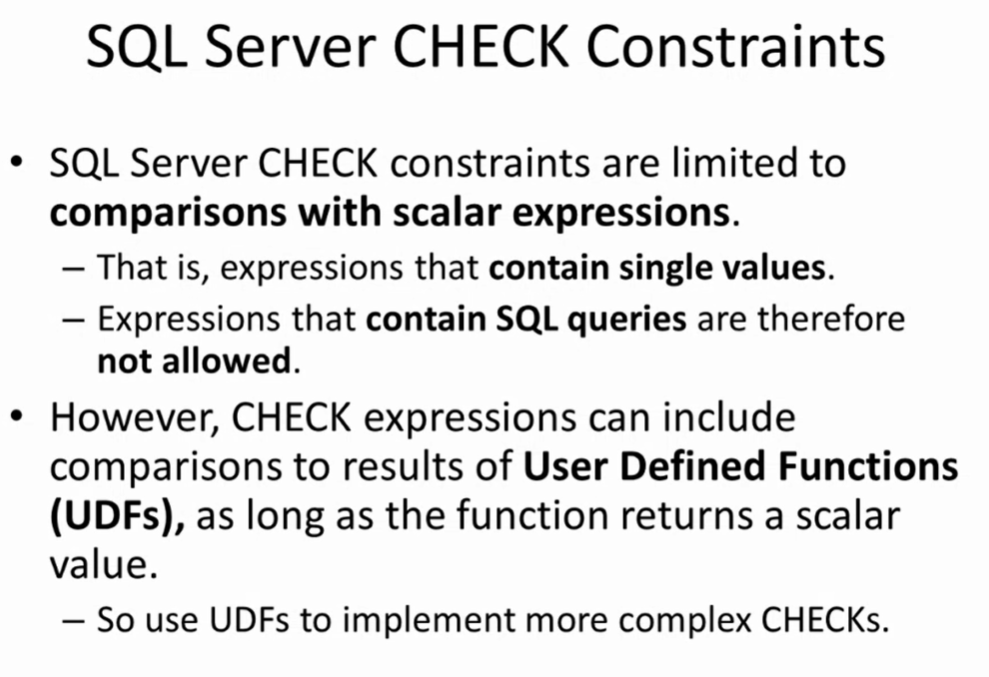 SQL Server CHECK Constraints
• SQL Server CHECK constraints are limited to
comparisons with scalar expressions.
– That is, expressions that contain single values.
– Expressions that contain SQL queries are therefore
not allowed.
• However, CHECK expressions can include
comparisons to results of User Defined Functions
(UDFs), as long as the function returns a scalar
value.
– So use UDFs to implement more complex CHECKs.